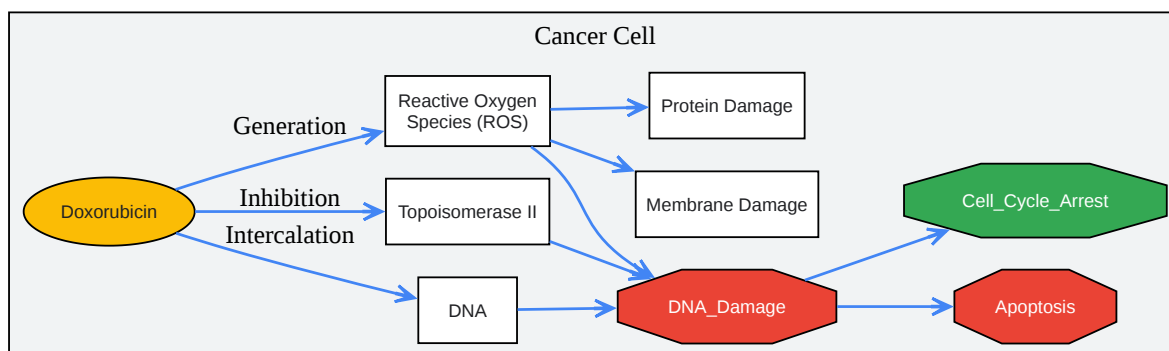 Cancer Cell
Reactive Oxygen
Species (ROS)
Protein Damage
Generation
Doxorubicin
Inhibition
Topoisomerase II
Membrane Damage
Cell_Cycle_Arrest
Intercalation
DNA
DNA_Damage
Apoptosis